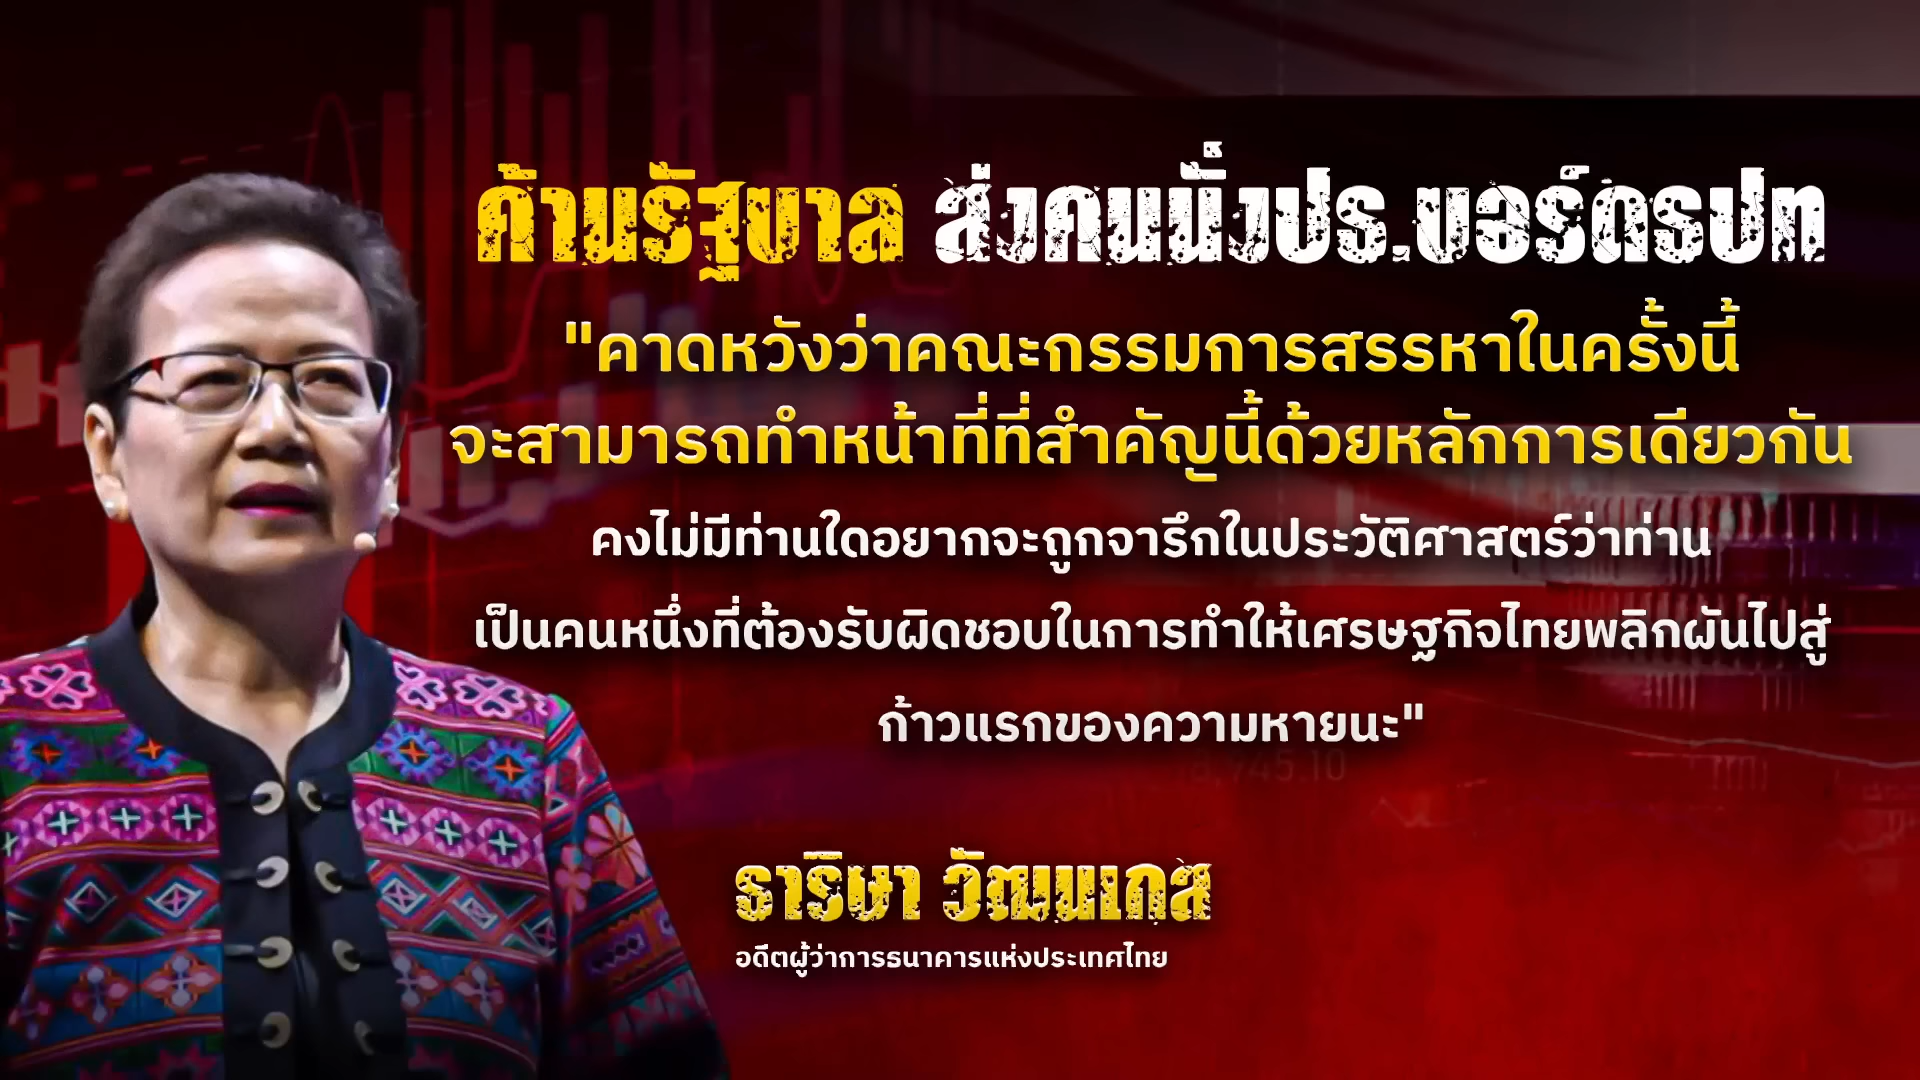 ค้านรัฐบาล ส่งคนนั่งปธ.บอร์ดธปท
"คาดหวังว่าคณะกรรมการสรรหาในครั้งนี้
จะสามารถทำหน้าที่ที่สำคัญนี้ด้วยหลักการเดียวกัน
คงไม่มีท่านใดอยากจะถูกจารึกในประวัติศาสตร์ว่าท่าน
เป็นคนหนึ่งที่ต้องรับผิดชอบในการทำให้เศรษฐกิจไทยพลิกผันไปสู่
ก้าวแรกของความหายนะ"
8,745.10
ธาริษา วัฒนเกส
อดีตผู้ว่าการธนาคารแห่งประเทศไทย